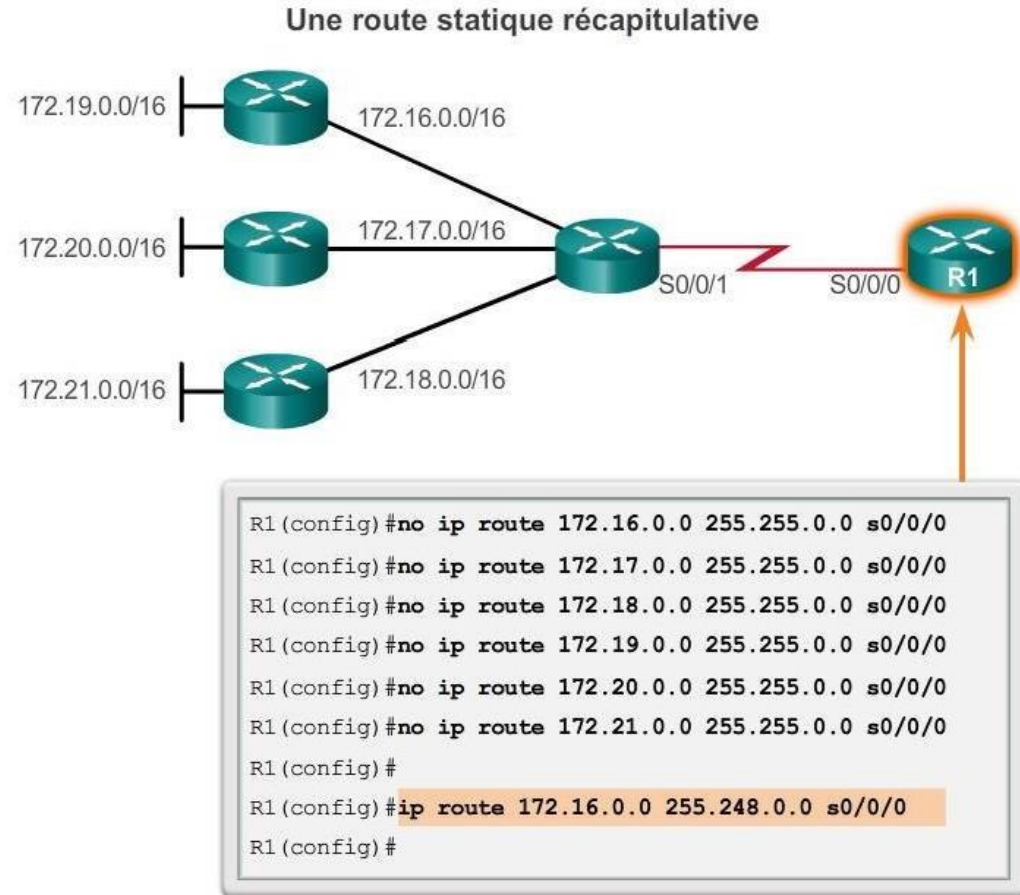 Une route statique récapitulative
172.19.0.0/16
172.16.0.0/16
172.20.0.0/16
172.17.0.0/16
S0/0/1
S0/0/0
R1
172.21.0.0/16
172.18.0.0/16
R1(config)#no ip route 172.16.0.0 255.255.0.0 s0/0/0
R1(config)#no ip route 172.17.0.0 255.255.0.0 s0/0/0
R1(config)#no ip route 172.18.0.0 255.255.0.0 s0/0/0
R1(config)#no ip route 172.19.0.0 255.255.0.0 s0/0/0
R1(config)#no ip route 172.20.0.0 255.255.0.0 s0/0/0
R1(config)#no ip route 172.21.0.0 255.255.0.0 s0/0/0
R1(config)#
R1(config)#ip route 172.16.0.0 255.248.0.0 s0/0/0
R1(config)#